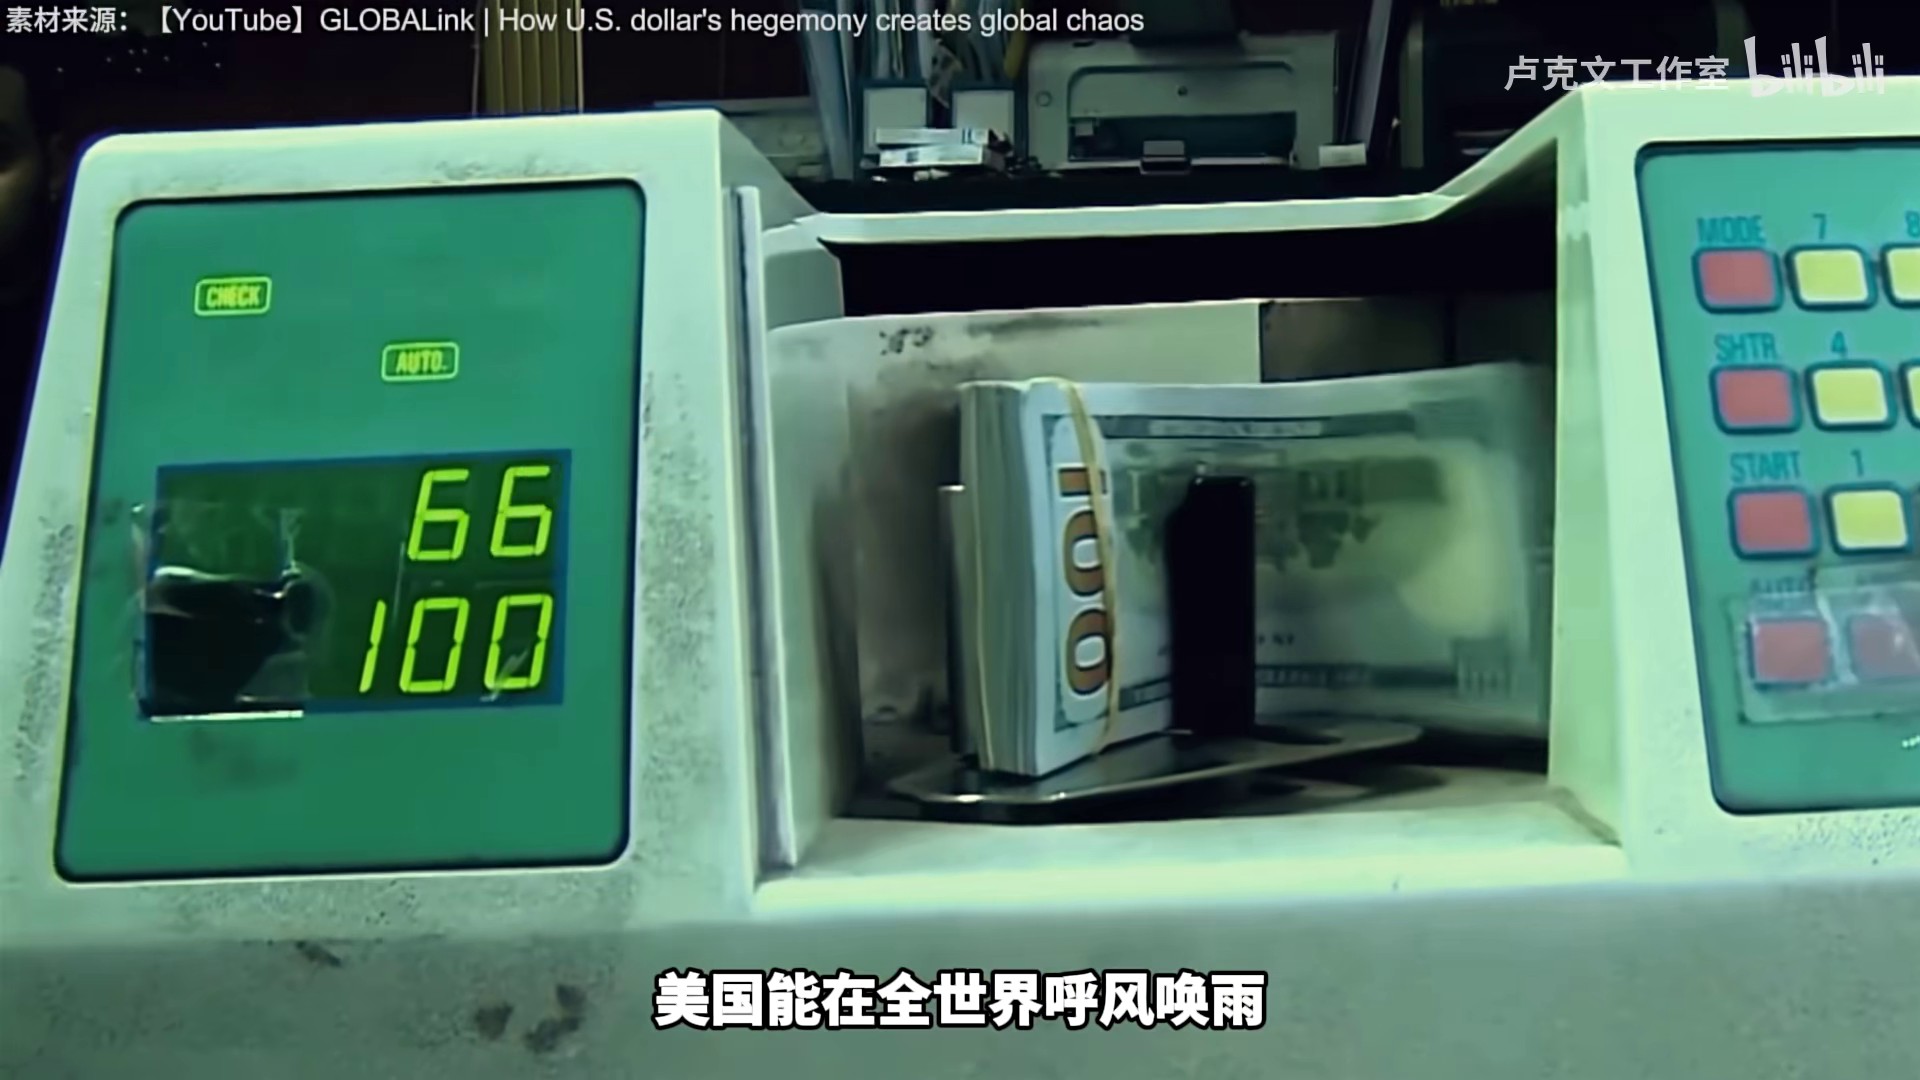 素材来源：【YouTube】GLOBALink | How U.S. dollar's hegemony creates global chaos
卢克文工作室 bilibili
CHECK
AUTO.
66
100
MODE 7 8
SHTR 4
START 1
AUTO
100
美国能在全世界呼风唤雨